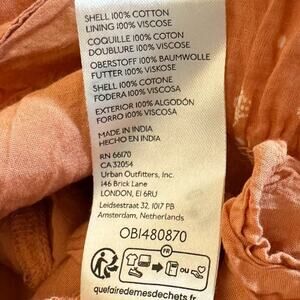 SHELL 100% COTTON
LINING 100% VISCOSE
COQUILLE 100% COTON
DOUBLURE 100% VISCOSE
OBERSTOFF 100% BAUMWOLLE
FUTTER 100% VISKOSE
SHELL 100% COTONE
FODERA 100% VISCOSA
EXTERIOR 100% ALGODÓN
FORRO 100% VISCOSA
MADE IN INDIA
HECHO EN INDIA
RN 66170
CA 32054
Urban Outfitters, Inc.
146 Brick Lane
LONDON, E1 6RU
Leidsestraat 32, 1017 PB
Amsterdam, Netherlands
OB1480870
FR
OU
quefairedemesdechets.fr